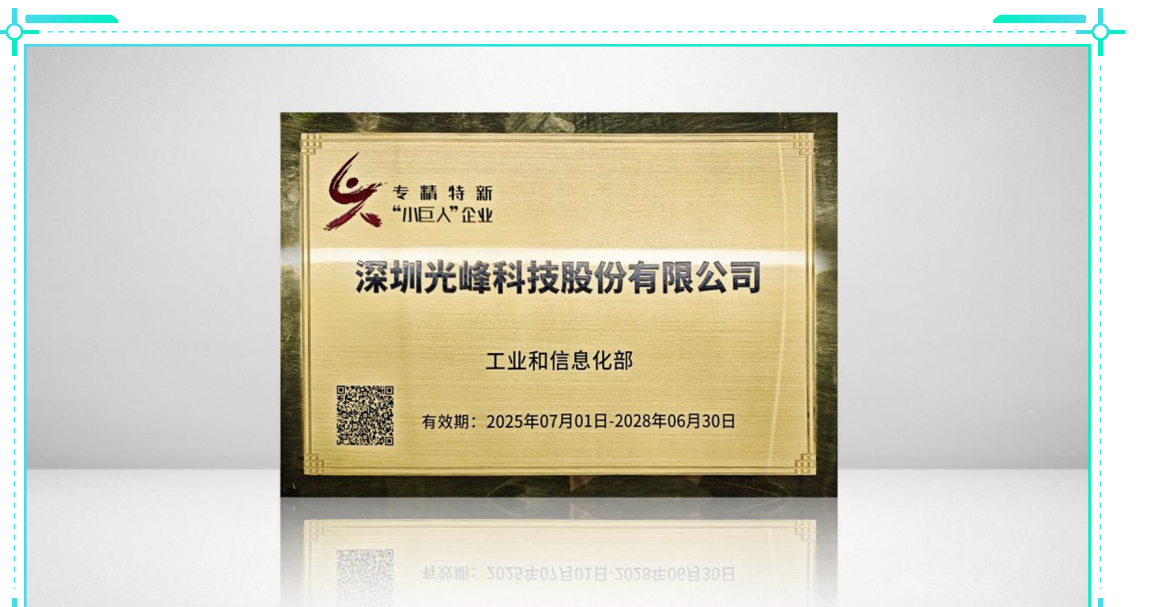 专精特新
“小巨人”企业
深圳光峰科技股份有限公司
工业和信息化部
有效期：2025年07月01日-2028年06月30日